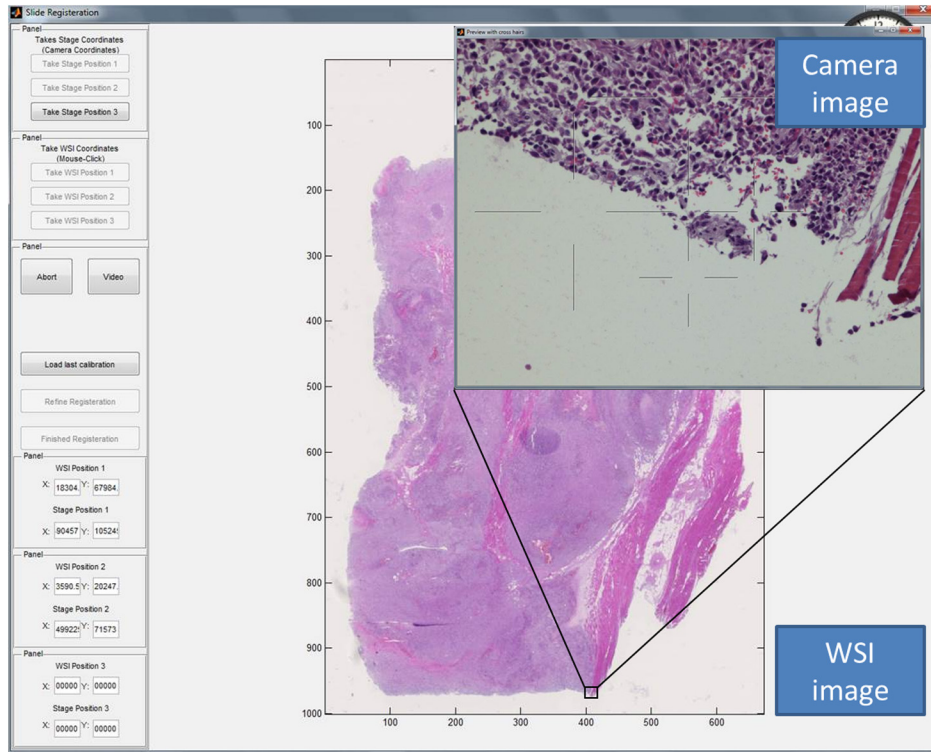 Slide Registeration
Panel
Takes Stage Coordinates
(Camera Coordinates)
Take Stage Position 1
Take Stage Position 2
Take Stage Position 3
Panel
Take WSI Coordinates
(Mouse-Click)
Take WSI Position 1
Take WSI Position 2
Take WSI Position 3
Panel
Abort Video
Load last calibration
Refine Registeration
Finished Registeration
Panel
WSI Position 1
X: 18304. Y: 67984.
Stage Position 1
X: 90457 Y: 10524
Panel
WSI Position 2
X: 3590.5 Y: 20247.
Stage Position 2
X: 49922 Y: 71573
Panel
WSI Position 3
X: 00000 Y: 00000
Stage Position 3
X: 00000 Y: 00000
100
200
300
400
500
600
700
800
900
1000
100 200 300 400 500 600
Preview with cross hairs
Camera
image
WSI
image
12